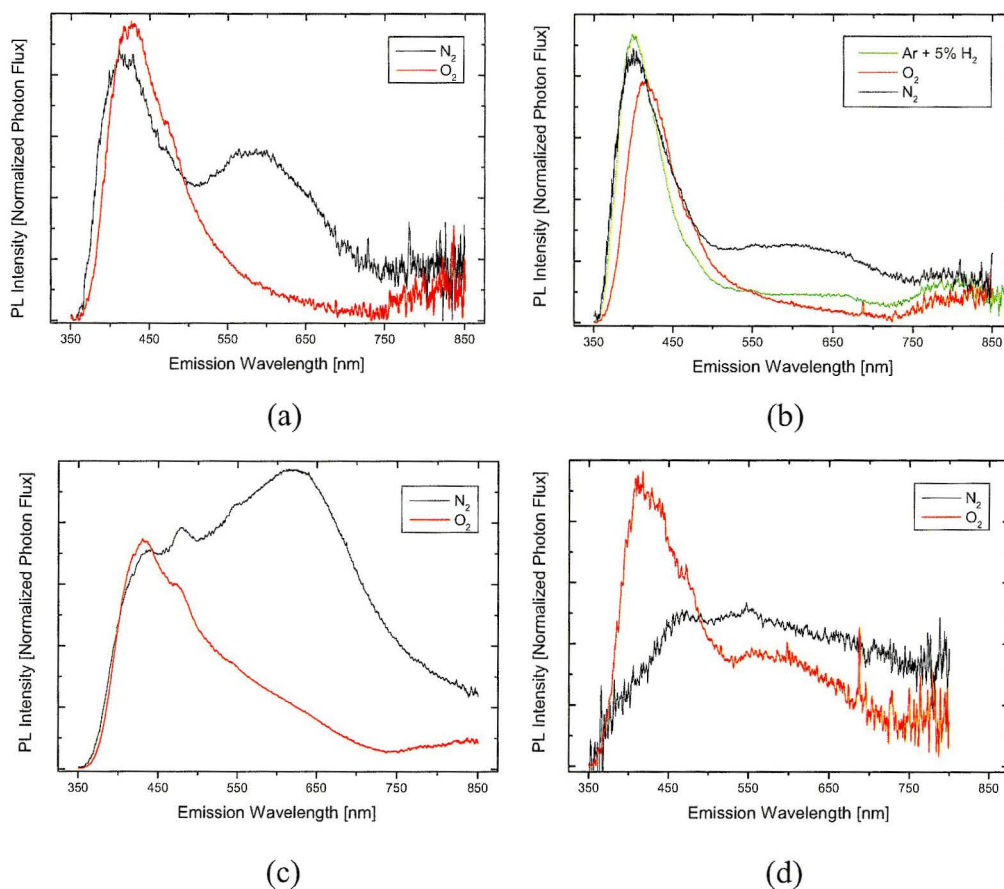 PL Intensity [Normalized Photon Flux]
N₂
O₂
350 450 550 650 750 850
Emission Wavelength [nm]
(a)
PL Intensity [Normalized Photon Flux]
Ar + 5% H₂
O₂
N₂
350 450 550 650 750 850
Emission Wavelength [nm]
(b)
PL Intensity [Normalized Photon Flux]
N₂
O₂
350 450 550 650 750 850
Emission Wavelength [nm]
(c)
PL Intensity [Normalized Photon Flux]
N₂
O₂
350 450 550 650 750 850
Emission Wavelength [nm]
(d)